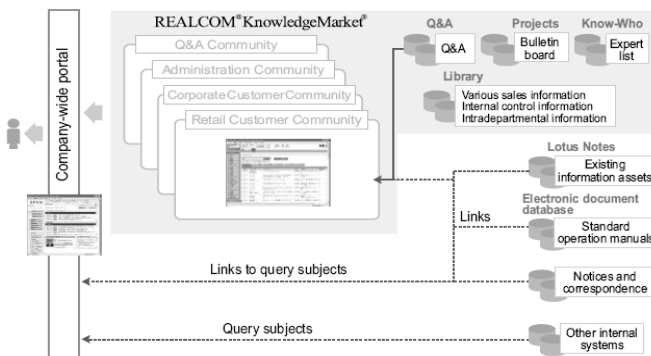 REALCOM® KnowledgeMarket®
Q&A Community
Administration Community
Corporate Customer Community
Retail Customer Community
Company-wide portal
Q&A
Q&A
Projects
Bulletin
board
Know-Who
Expert
list
Library
Various sales information
Internal control information
Intradepartmental information
Lotus Notes
Existing
information assets
Electronic document
database
Links
Standard
operation manuals
Links to query subjects
Notices and
correspondence
Query subjects
Other internal
systems